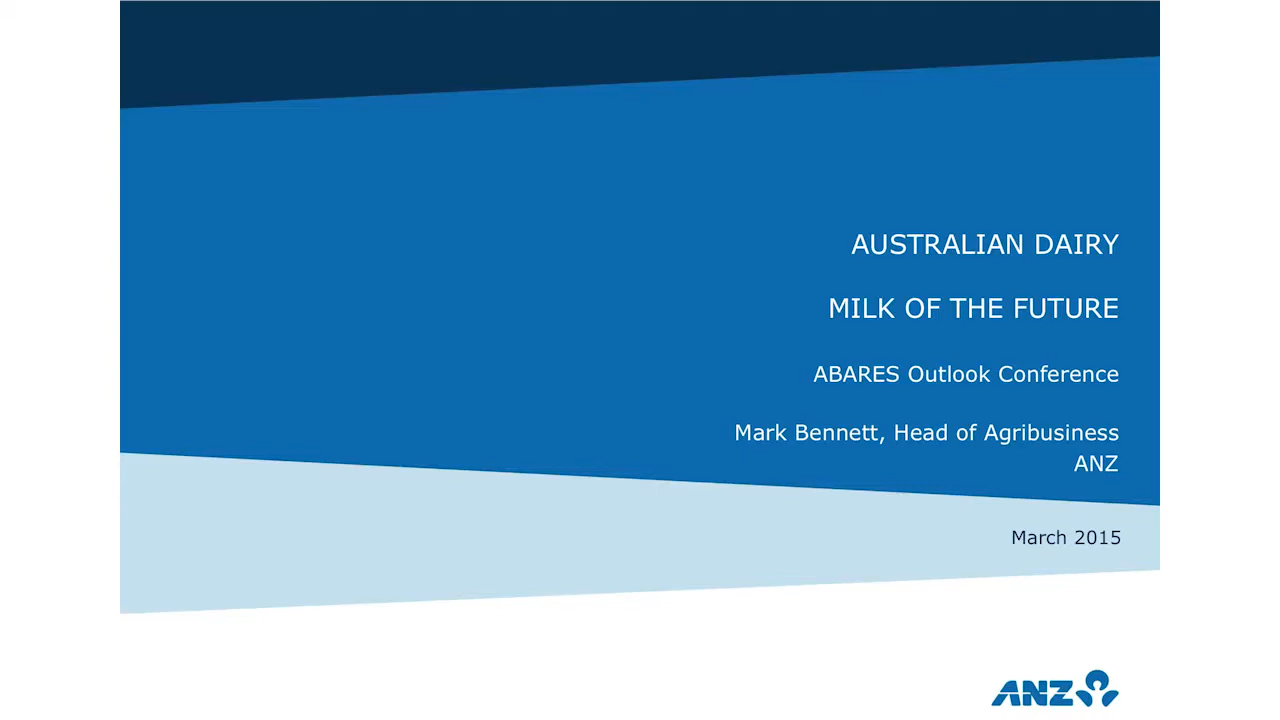 AUSTRALIAN DAIRY
MILK OF THE FUTURE
ABARES Outlook Conference
Mark Bennett, Head of Agribusiness
ANZ
March 2015
ANZ